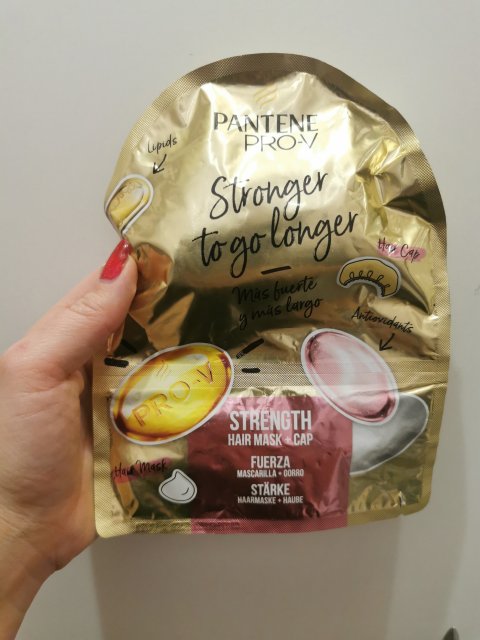 PANTENE
PRO-V
Lipids
Stronger
to go longer
Hair Cap
Más fuerte
y más largo
Antioxidants
PRO-V
STRENGTH
HAIR MASK + CAP
FUERZA
MASCARILLA + GORRO
Hair Mask
STÄRKE
HAARMASKE + HAUBE